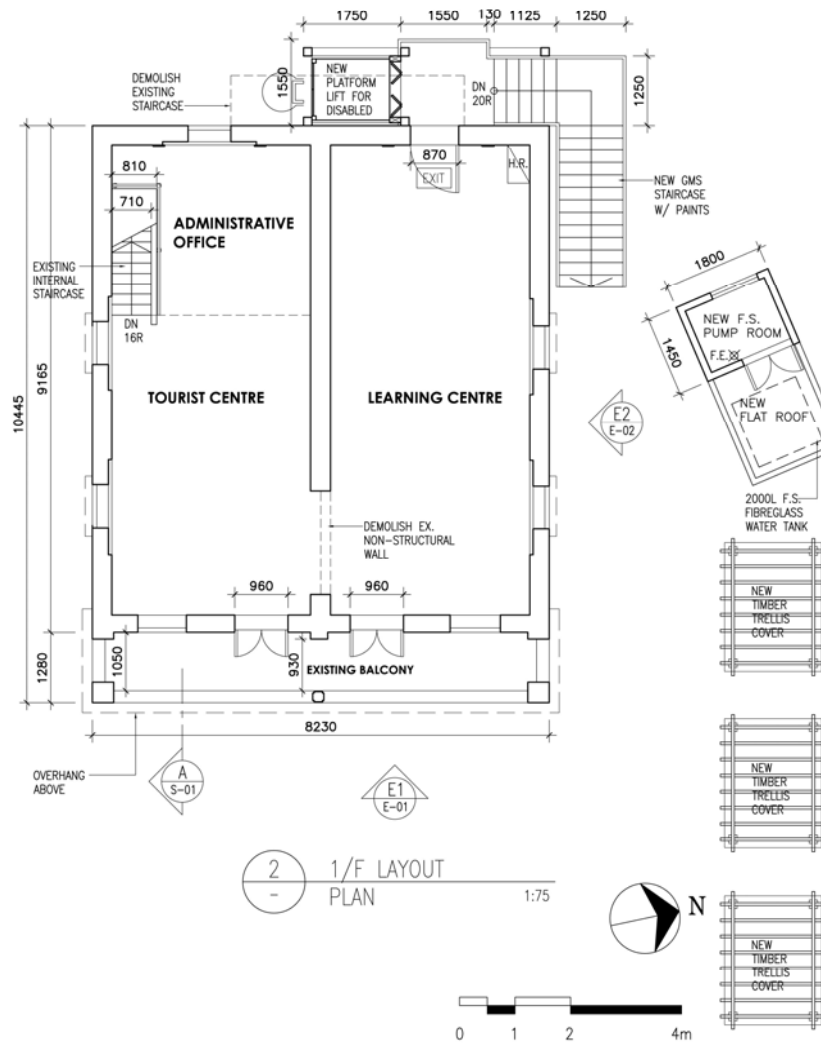 1750
1550
130
1125
1250
1550
1250
DEMOLISH
EXISTING
STAIRCASE
NEW
PLATFORM
LIFT FOR
DISABLED
DN
20R
810
710
870
EXIT
H.R.
NEW GMS
STAIRCASE
W/ PAINTS
ADMINISTRATIVE
OFFICE
EXISTING
INTERNAL
STAIRCASE
DN
16R
1800
1450
NEW F.S.
PUMP ROOM
F.E.
NEW
FLAT ROOF
10445
9165
TOURIST CENTRE
LEARNING CENTRE
E2
E-02
2000L F.S.
FIBREGLASS
WATER TANK
DEMOLISH EX.
NON-STRUCTURAL
WALL
NEW
TIMBER
TRELLIS
COVER
960
960
1280
1050
930
EXISTING BALCONY
8230
OVERHANG
ABOVE
A
S-01
E1
E-01
NEW
TIMBER
TRELLIS
COVER
2
-
1/F LAYOUT
PLAN
1:75
N
NEW
TIMBER
TRELLIS
COVER
0 1 2 4m